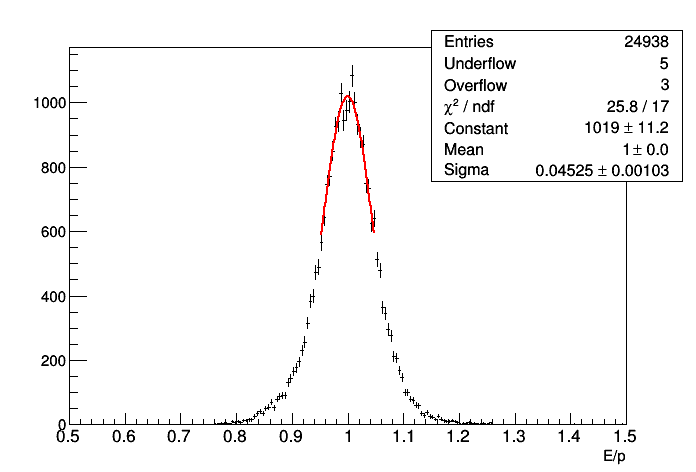 Entries 24938
Underflow 5
Overflow 3
χ² / ndf 25.8 / 17
Constant 1019 ± 11.2
Mean 1 ± 0.0
Sigma 0.04525 ± 0.00103
1000
800
600
400
200
0
0.5 0.6 0.7 0.8 0.9 1 1.1 1.2 1.3 1.4 1.5
E/p